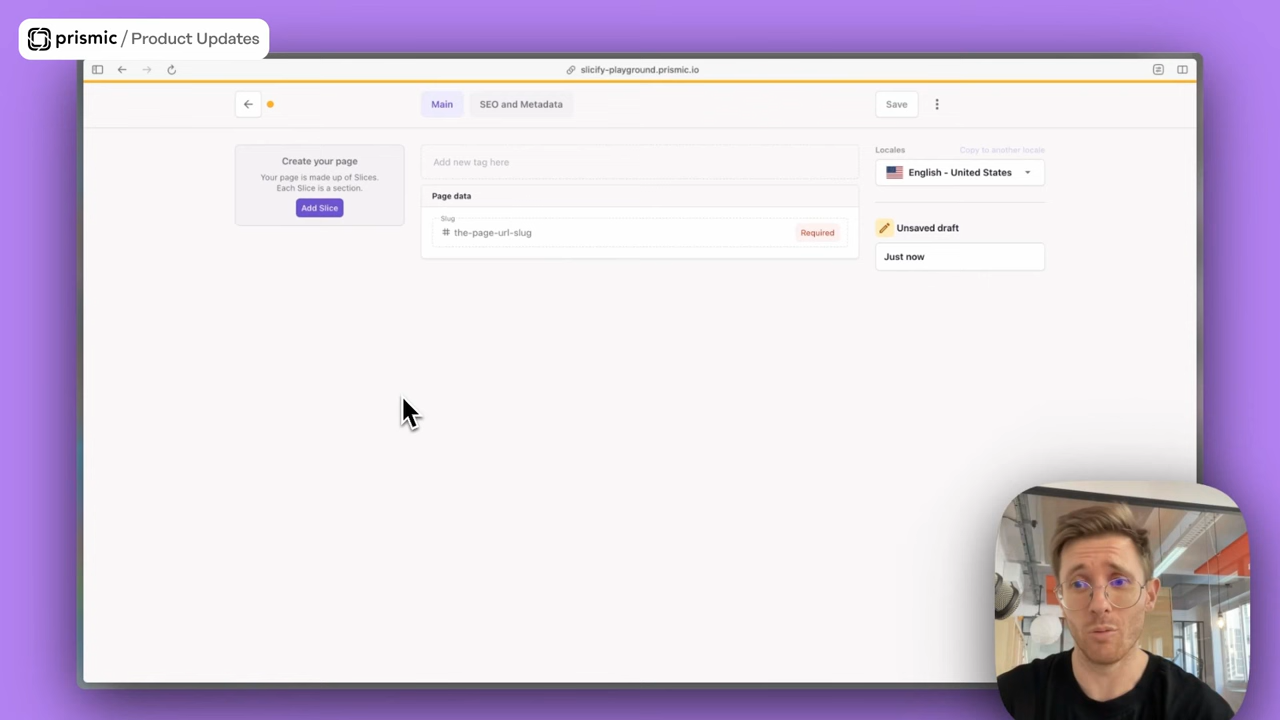 prismic / Product Updates
slicify-playground.prismic.io
Main
SEO and Metadata
Save
Create your page
Your page is made up of Slices.
Each Slice is a section.
Add Slice
Add new tag here
Page data
Slug
# the-page-url-slug
Required
Locales
Copy to another locale
English - United States
Unsaved draft
Just now